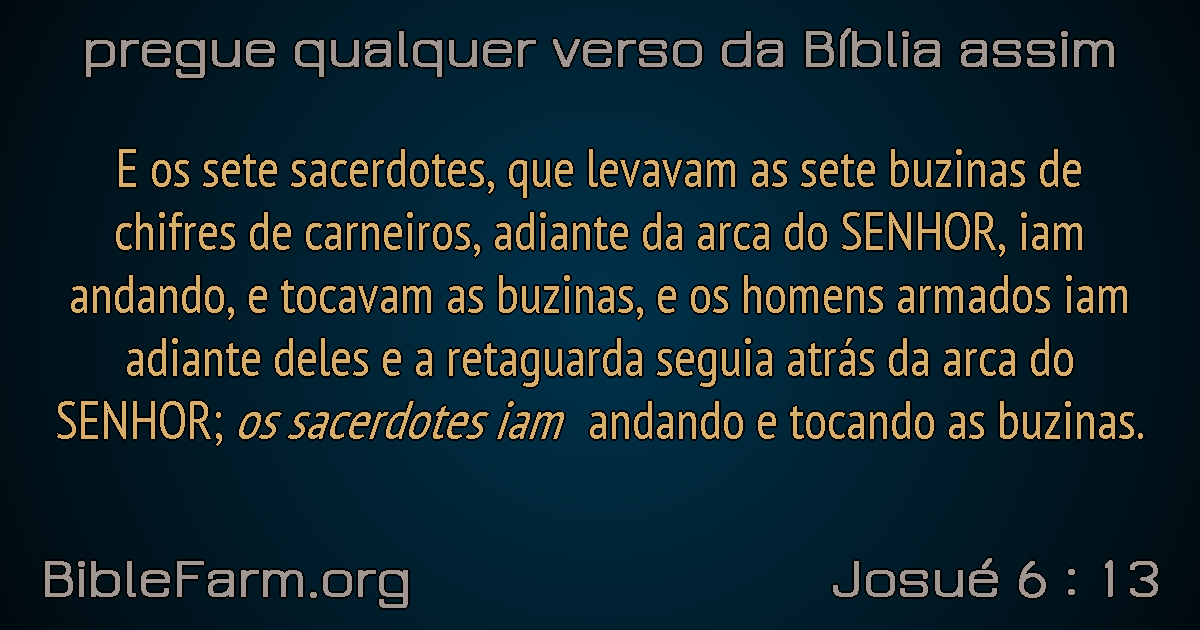 pregue qualquer verso da Bíblia assim
E os sete sacerdotes, que levavam as sete buzinas de
chifres de carneiros, adiante da arca do SENHOR, iam
andando, e tocavam as buzinas, e os homens armados iam
adiante deles e a retaguarda seguia atrás da arca do
SENHOR; os sacerdotes iam andando e tocando as buzinas.
BibleFarm.org
Josué 6 : 13